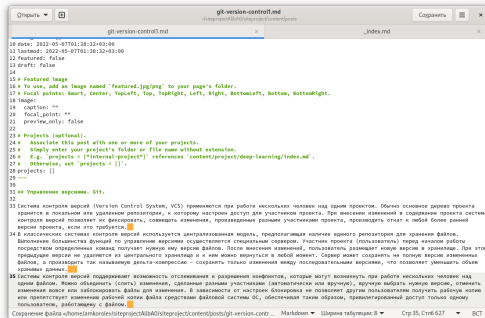 Открыть
git-version-control1.md
~/siteproject/AlibAlO/siteproject/content/posts
Сохранить
git-version-control1.md
_index.md
10 date: 2022-05-07T01:38:32+03:00
11 lastmod: 2022-05-07T01:38:32+03:00
12 featured: false
13 draft: false
14
15 # Featured image
16 # To use, add an image named `featured.jpg/png` to your page's folder.
17 # Focal points: Smart, Center, TopLeft, Top, TopRight, Left, Right, BottomLeft, Bottom, BottomRight.
18 image:
19 caption: ""
20 focal_point: ""
21 preview_only: false
22
23 # Projects (optional).
24 # Associate this post with one or more of your projects.
25 # Simply enter your project's folder or file name without extension.
26 # E.g. `projects = ["internal-project"]` references `content/project/deep-learning/index.md`.
27 # Otherwise, set `projects = []`.
28 projects: []
29 ---
30
31 ## Управление версиями. Git.
32
33 Система контроля версий (Version Control System, VCS) применяется при работе нескольких человек над одним проектом. Обычно основное дерево проекта
хранится в локальном или удаленном репозитории, к которому настроен доступ для участников проекта. При внесении изменений в содержание проекта система
контроля версий позволяет их фиксировать, совмещать изменения, произведенные разными участниками проекта, производить откат к любой более ранней
версии проекта, если это требуется.
34 В классических системах контроля версий используется централизованная модель, предполагающая наличие единого репозитория для хранения файлов.
Выполнение большинства функций по управлению версиями осуществляется специальным сервером. Участник проекта (пользователь) перед началом работы
посредством определенных команд получает нужную ему версию файлов. После внесения изменений, пользователь размещает новую версию в хранилище. При этом
предыдущие версии не удаляются из центрального хранилища и к ним можно вернуться в любой момент. Сервер может сохранять не полную версию измененных
файлов, а производить так называемую дельта-компрессию - сохранять только изменения между последовательными версиями, что позволяет уменьшить объем
хранимых данных.
35 Системы контроля версий поддерживают возможность отслеживания и разрешения конфликтов, которые могут возникнуть при работе нескольких человек над
одним файлом. Можно объединить (слить) изменения, сделанные разными участниками (автоматически или вручную), вручную выбрать нужную версию, отменить
изменения вовсе или заблокировать файлы для изменения. В зависимости от настроек блокировка не позволяет другим пользователям получить рабочую копию
или препятствует изменению рабочей копии файла средствами файловой системы ОС, обеспечивая таким образом, привилегированный доступ только одному
пользователю, работающему с файлом.
Сохранение файла «/home/amkorolev/siteproject/AlibAlO/siteproject/content/posts/git-version-contr...
Markdown
Ширина табуляции: 8
Стр 35, Стлб 627
ВСТ